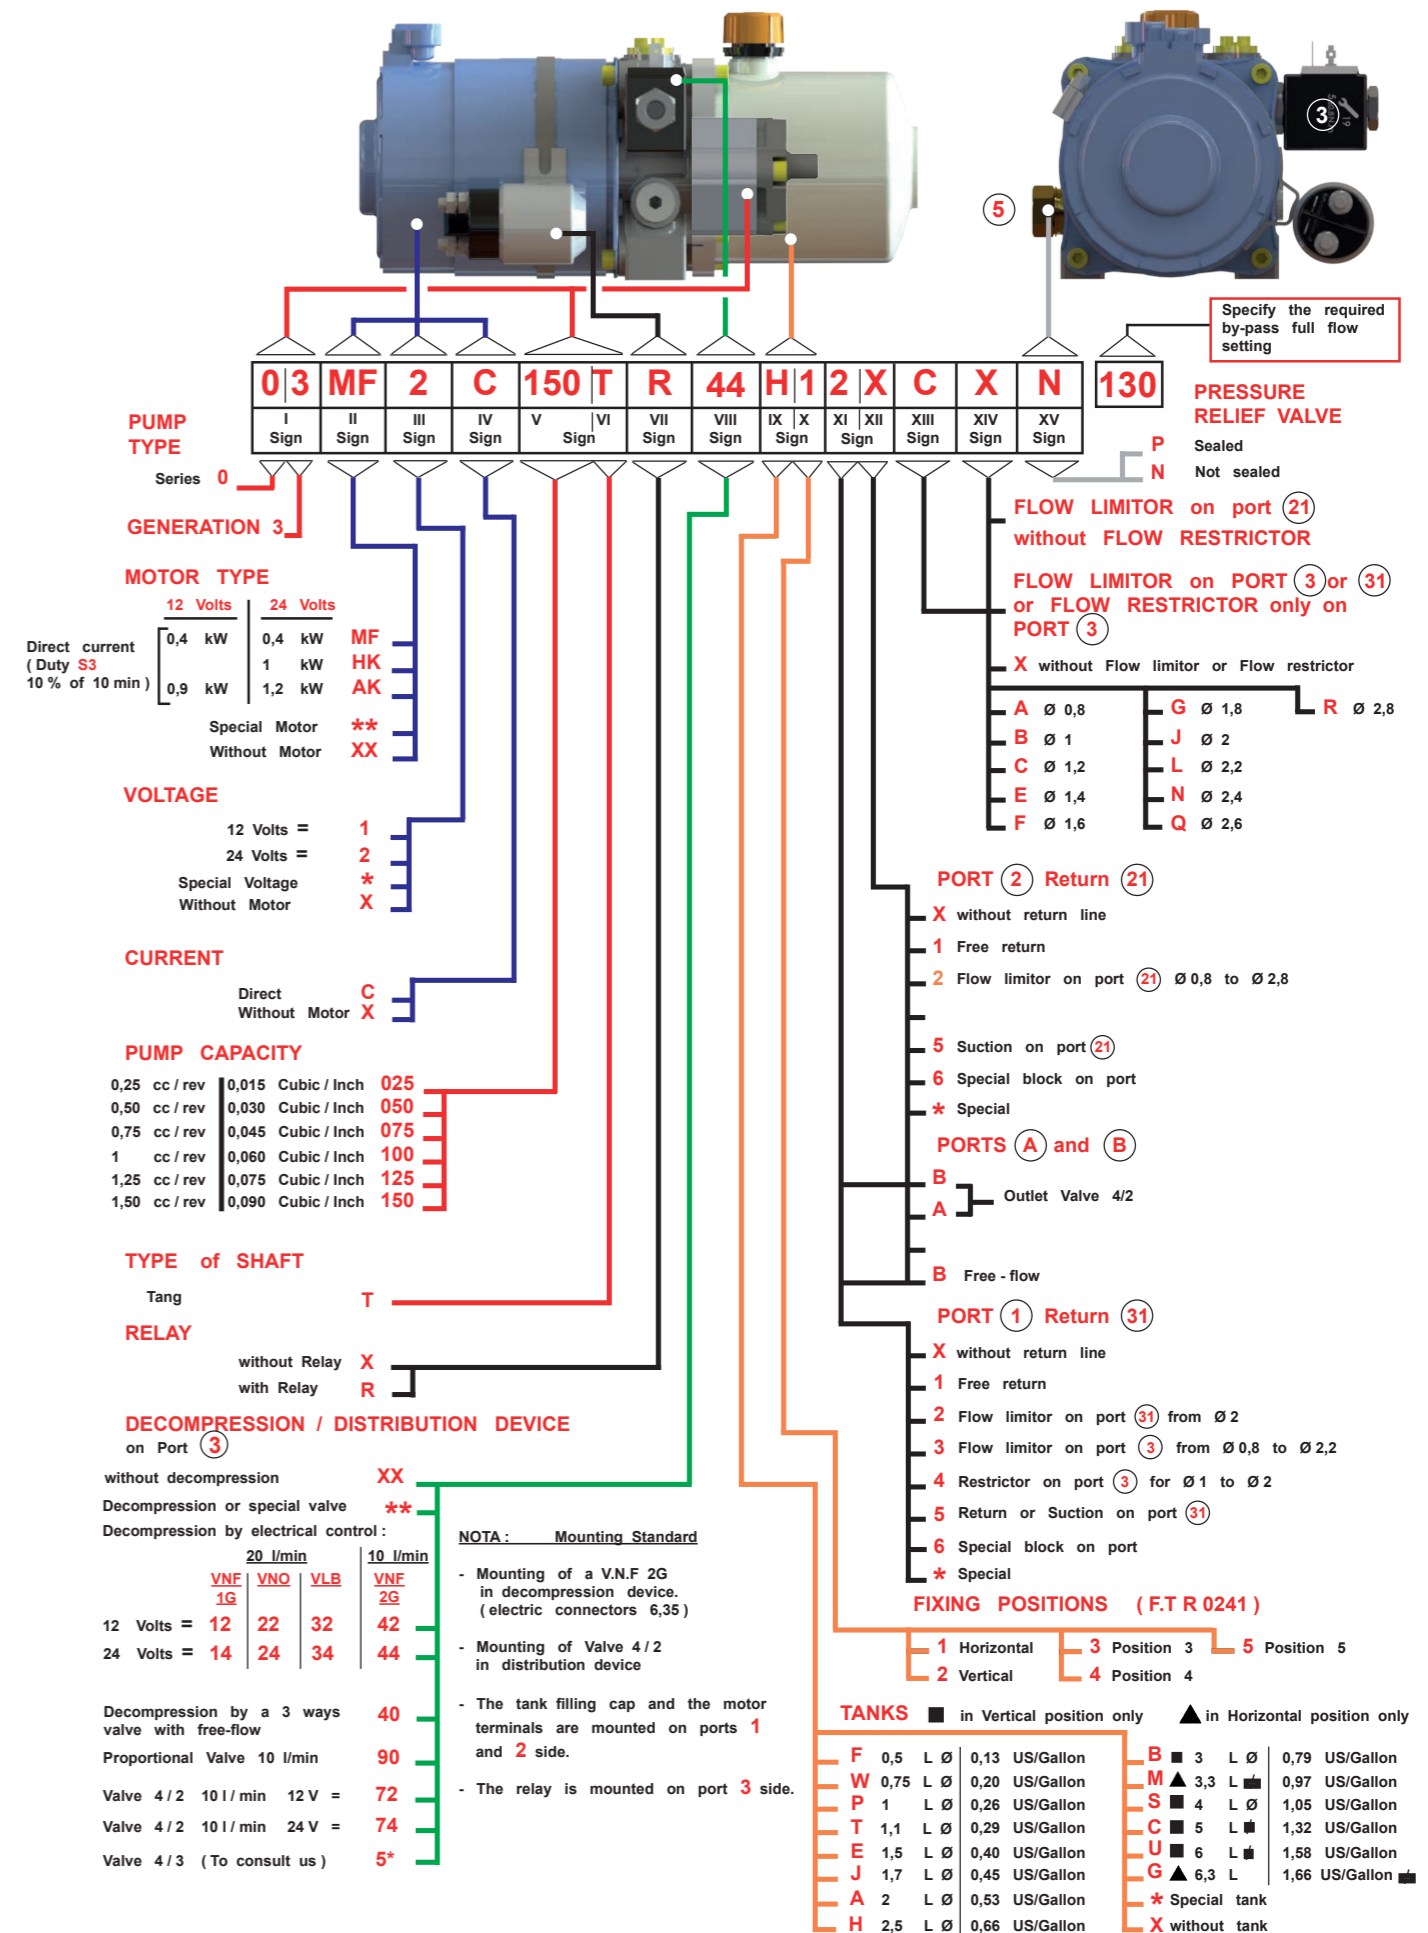 3
5
Specify the required
by-pass full flow
setting
0 3 MF 2 C 150 T R 44 H 1 2 X C X N 130
I II III IV V VI VII VIII IX X XI XII XIII XIV XV
Sign Sign Sign Sign Sign Sign Sign Sign Sign Sign Sign Sign
PUMP
TYPE
Series 0
GENERATION 3
MOTOR TYPE
12 Volts 24 Volts
Direct current
( Duty S3
10 % of 10 min )
0,4 kW 0,4 kW MF
1 kW HK
0,9 kW 1,2 kW AK
Special Motor **
Without Motor XX
VOLTAGE
12 Volts = 1
24 Volts = 2
Special Voltage *
Without Motor X
CURRENT
Direct C
Without Motor X
PUMP CAPACITY
0,25 cc / rev 0,015 Cubic / Inch 025
0,50 cc / rev 0,030 Cubic / Inch 050
0,75 cc / rev 0,045 Cubic / Inch 075
1 cc / rev 0,060 Cubic / Inch 100
1,25 cc / rev 0,075 Cubic / Inch 125
1,50 cc / rev 0,090 Cubic / Inch 150
TYPE of SHAFT
Tang T
RELAY
without Relay X
with Relay R
DECOMPRESSION / DISTRIBUTION DEVICE
on Port 3
without decompression XX
Decompression or special valve **
Decompression by electrical control :
20 l/min 10 l/min
VNF VNO VLB VNF
1G 2G
12 Volts = 12 22 32 42
24 Volts = 14 24 34 44
Decompression by a 3 ways
valve with free-flow 40
Proportional Valve 10 l/min 90
Valve 4/2 10 l / min 12 V = 72
Valve 4/2 10 l / min 24 V = 74
Valve 4 / 3 ( To consult us ) 5*
NOTA : Mounting Standard
- Mounting of a V.N.F 2G
in decompression device.
( electric connectors 6,35 )
- Mounting of Valve 4 / 2
in distribution device
- The tank filling cap and the motor
terminals are mounted on ports 1
and 2 side.
- The relay is mounted on port 3 side.
PRESSURE
RELIEF VALVE
P Sealed
N Not sealed
FLOW LIMITOR on port 21
without FLOW RESTRICTOR
FLOW LIMITOR on PORT 3 or 31
or FLOW RESTRICTOR only on
PORT 3
X without Flow limitor or Flow restrictor
A Ø 0,8 G Ø 1,8 R Ø 2,8
B Ø 1 J Ø 2
C Ø 1,2 L Ø 2,2
E Ø 1,4 N Ø 2,4
F Ø 1,6 Q Ø 2,6
PORT 2 Return 21
X without return line
1 Free return
2 Flow limitor on port 21 Ø 0,8 to Ø 2,8
5 Suction on port 21
6 Special block on port
* Special
PORTS A and B
B
A Outlet Valve 4/2
B Free - flow
PORT 1 Return 31
X without return line
1 Free return
2 Flow limitor on port 31 from Ø 2
3 Flow limitor on port 3 from Ø 0,8 to Ø 2,2
4 Restrictor on port 3 for Ø 1 to Ø 2
5 Return or Suction on port 31
6 Special block on port
* Special
FIXING POSITIONS ( F.T R 0241 )
1 Horizontal 3 Position 3 5 Position 5
2 Vertical 4 Position 4
TANKS ■ in Vertical position only ▲ in Horizontal position only
F 0,5 L Ø 0,13 US/Gallon B ■ 3 L Ø 0,79 US/Gallon
W 0,75 L Ø 0,20 US/Gallon M ▲ 3,3 L 0,97 US/Gallon
P 1 L Ø 0,26 US/Gallon S ■ 4 L Ø 1,05 US/Gallon
T 1,1 L Ø 0,29 US/Gallon C ■ 5 L 1,32 US/Gallon
E 1,5 L Ø 0,40 US/Gallon U ■ 6 L 1,58 US/Gallon
J 1,7 L Ø 0,45 US/Gallon G ▲ 6,3 L 1,66 US/Gallon
A 2 L Ø 0,53 US/Gallon * Special tank
H 2,5 L Ø 0,66 US/Gallon X without tank